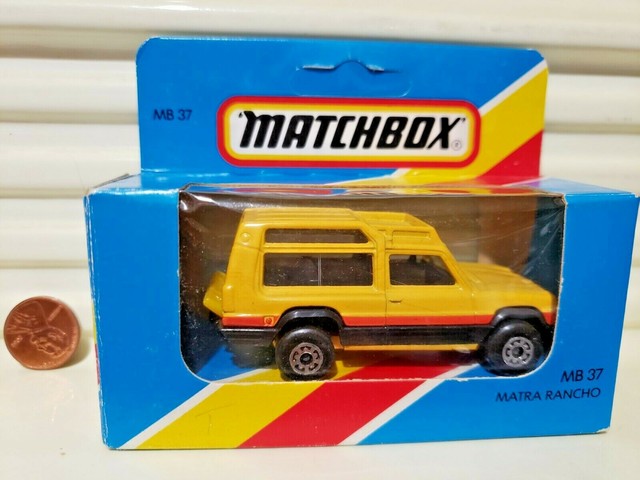 MB 37
"MATCHBOX"®
MB 37
MATRA RANCHO